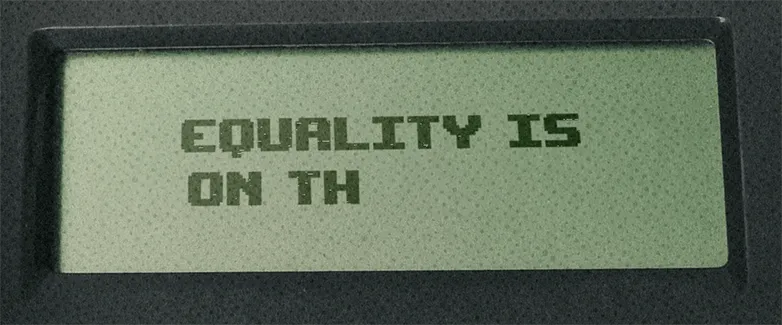 EQUALITY IS
ON TH